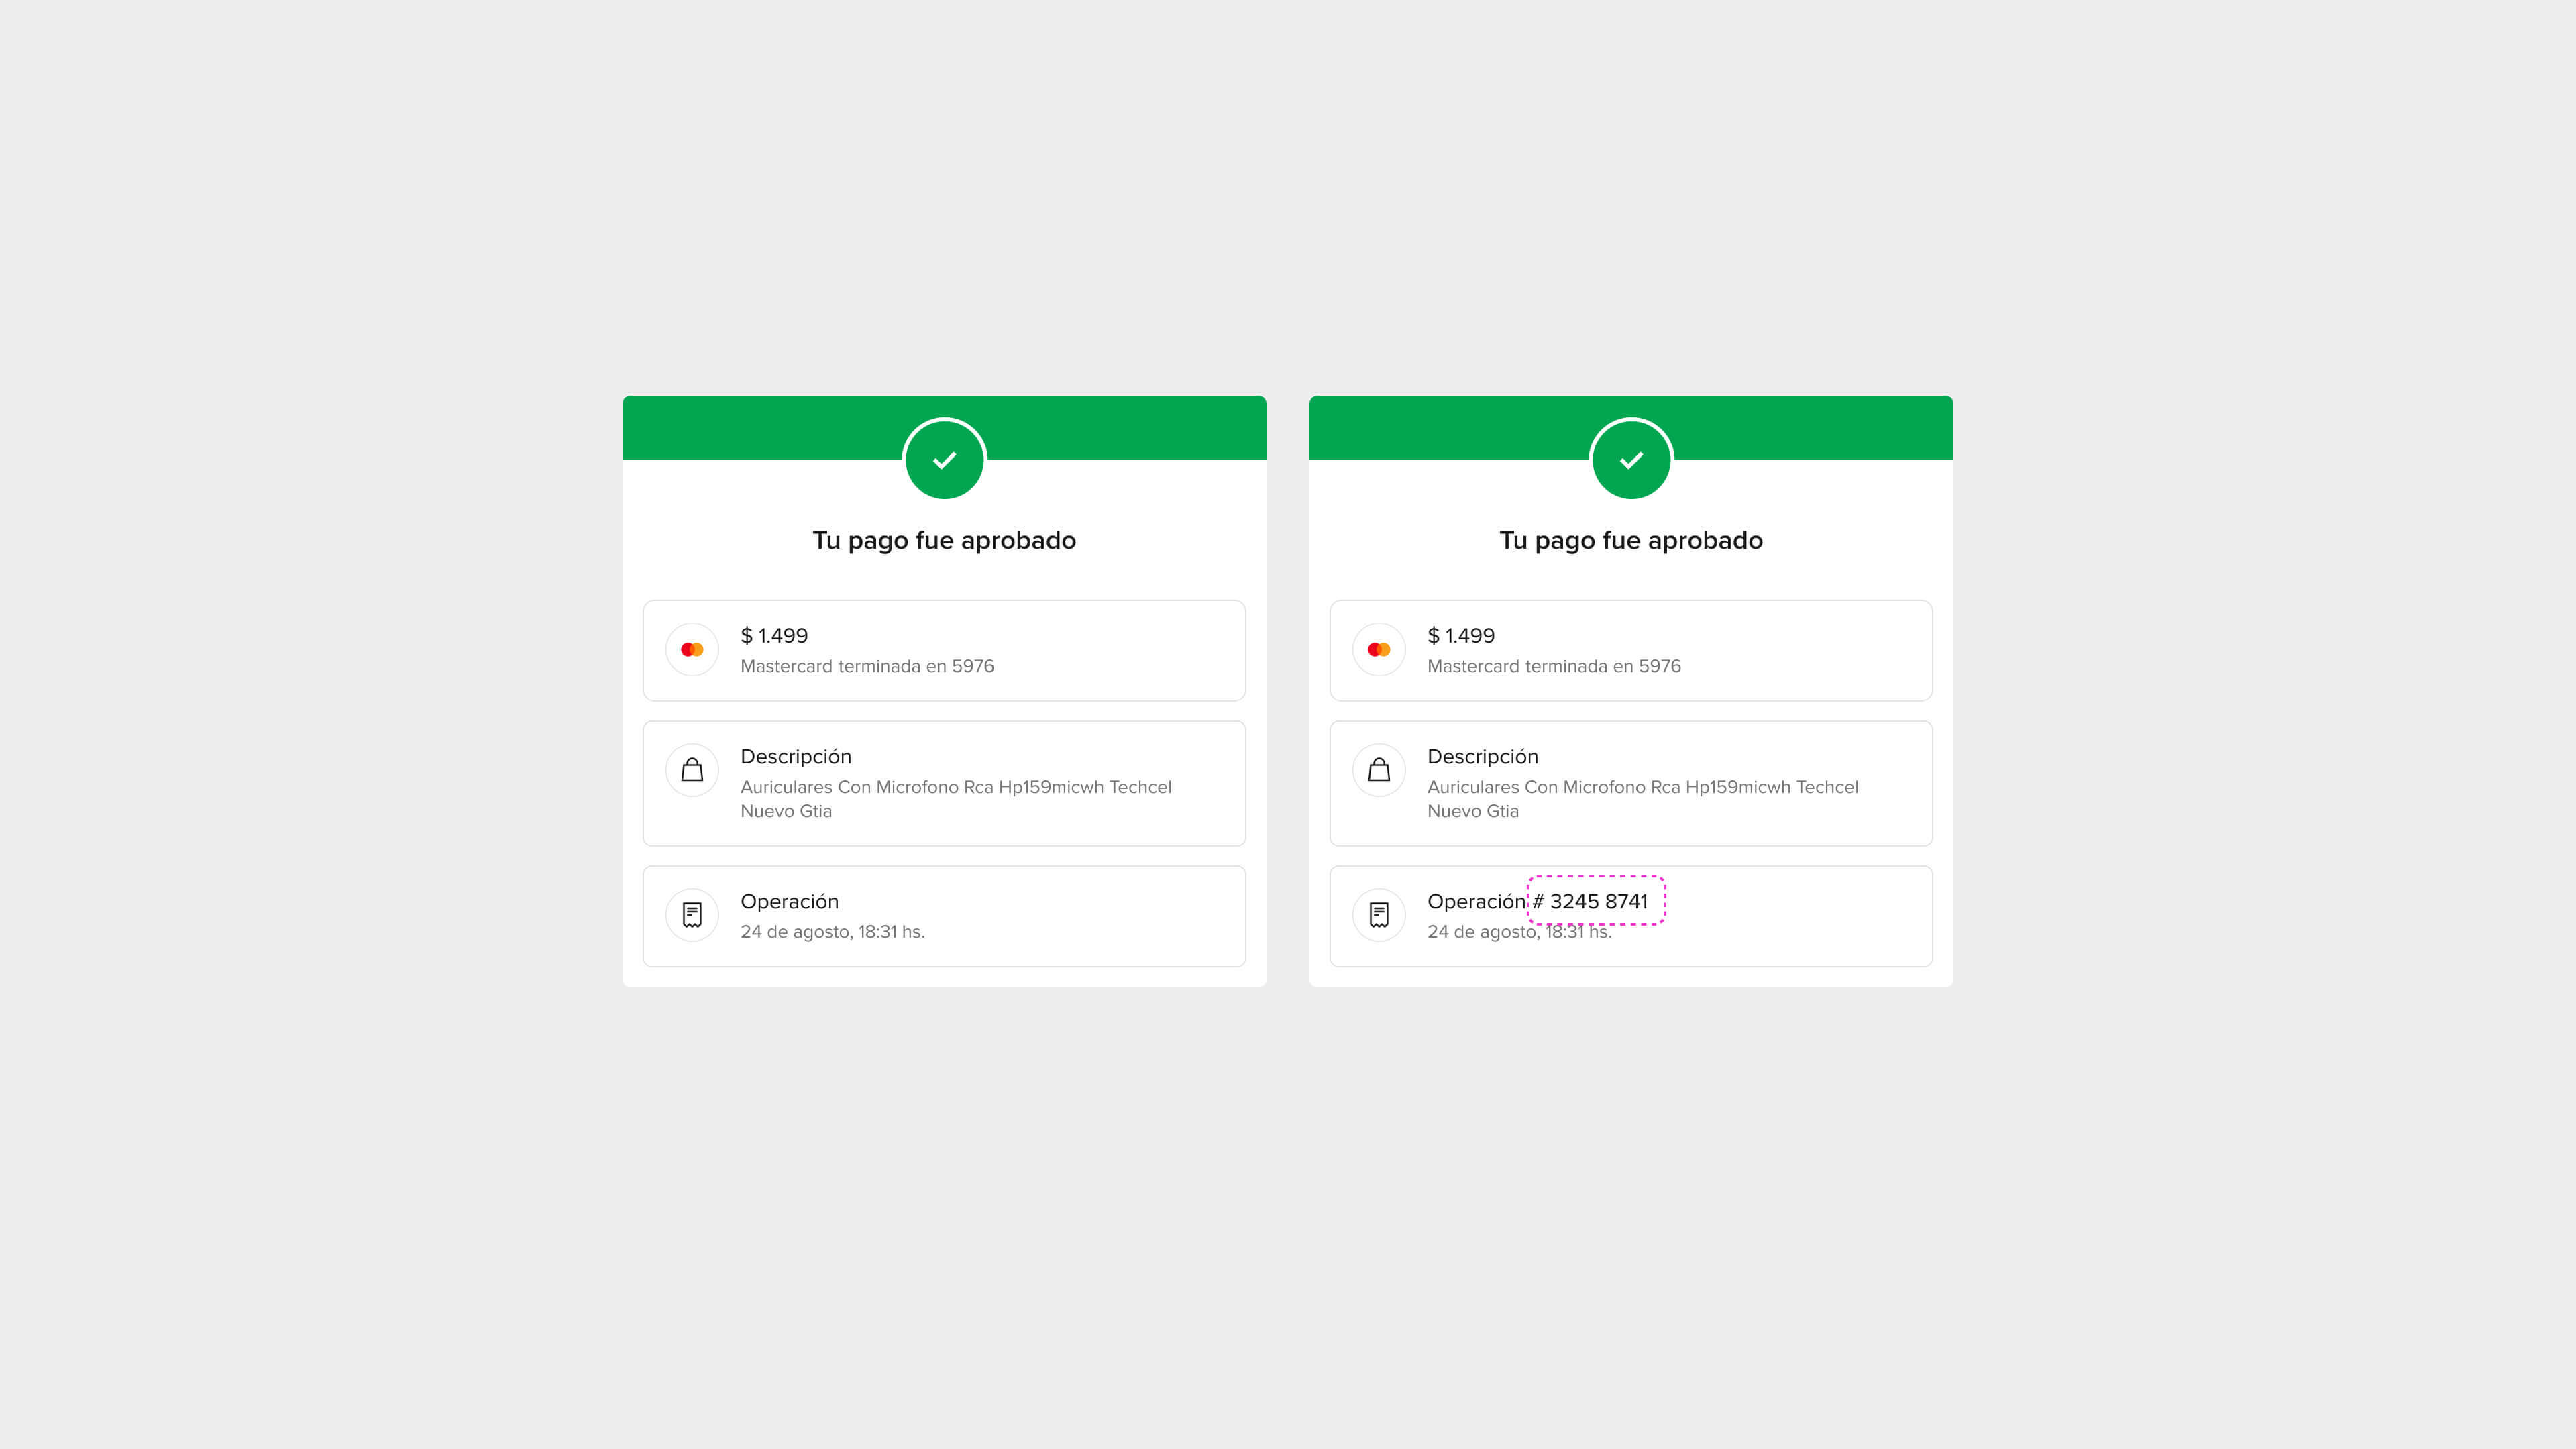 Tu pago fue aprobado
$ 1.499
Mastercard terminada en 5976
Descripción
Auriculares Con Microfono Rca Hp159micwh Techcel
Nuevo Gtia
Operación
24 de agosto, 18:31 hs.
Tu pago fue aprobado
$ 1.499
Mastercard terminada en 5976
Descripción
Auriculares Con Microfono Rca Hp159micwh Techcel
Nuevo Gtia
Operación # 3245 8741
24 de agosto, 18:31 hs.